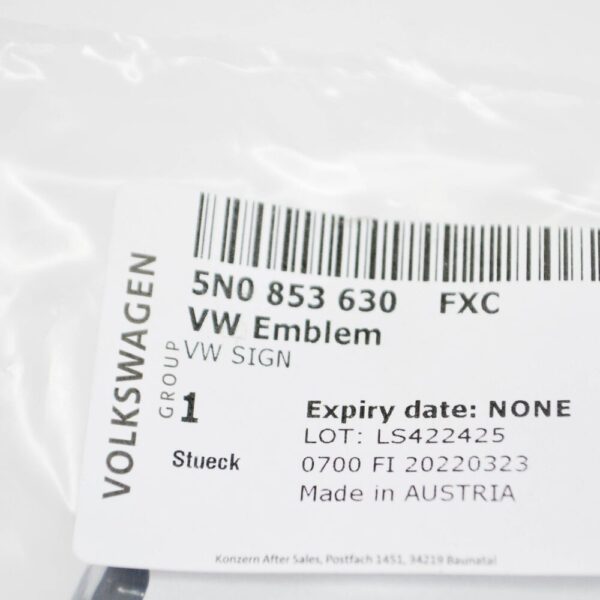 VOLKSWAGEN
GROUP
5N0 853 630 FXC
VW Emblem
VW SIGN
1
Stueck
Expiry date: NONE
LOT: LS422425
0700 FI 20220323
Made in AUSTRIA
Konzern After Sales, Postfach 1451, 34219 Baunatal